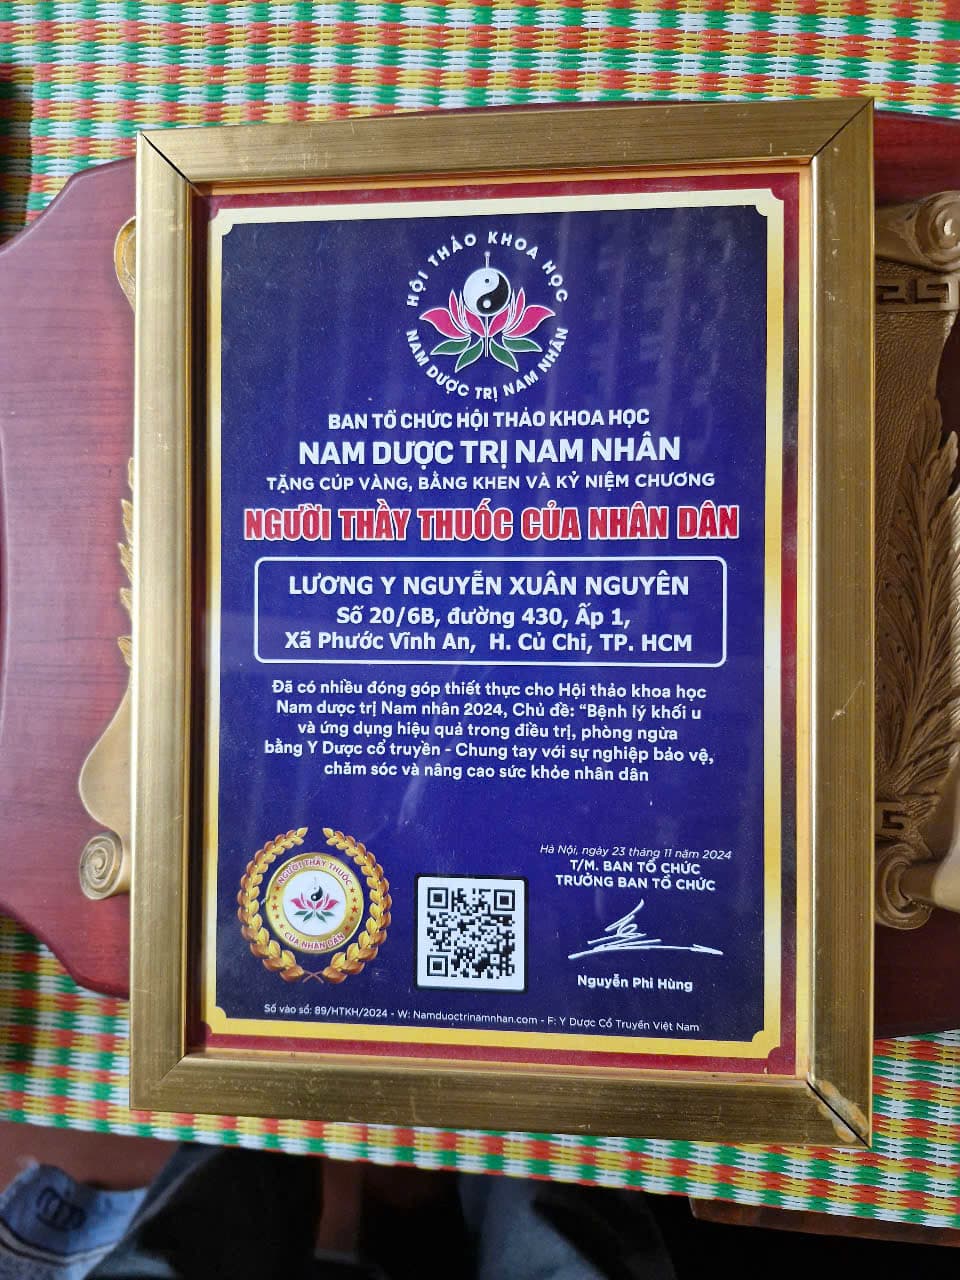 HỘI THẢO KHOA HỌC
NAM DƯỢC TRỊ NAM NHÂN
BAN TỔ CHỨC HỘI THẢO KHOA HỌC
NAM DƯỢC TRỊ NAM NHÂN
TẶNG CÚP VÀNG, BẰNG KHEN VÀ KỶ NIỆM CHƯƠNG
NGƯỜI THẦY THUỐC CỦA NHÂN DÂN
LƯƠNG Y NGUYỄN XUÂN NGUYÊN
Số 20/6B, đường 430, Ấp 1,
Xã Phước Vĩnh An, H. Củ Chi, TP. HCM
Đã có nhiều đóng góp thiết thực cho Hội thảo khoa học
Nam dược trị Nam nhân 2024, Chủ đề: “Bệnh lý khối u
và ứng dụng hiệu quả trong điều trị, phòng ngừa
bằng Y Dược cổ truyền - Chung tay với sự nghiệp bảo vệ,
chăm sóc và nâng cao sức khỏe nhân dân
Hà Nội, ngày 23 tháng 11 năm 2024
T/M. BAN TỔ CHỨC
TRƯỞNG BAN TỔ CHỨC
NGƯỜI THẦY THUỐC
CỦA NHÂN DÂN
Nguyễn Phi Hùng
Số vào sổ: 89/HTKH/2024 - W: Namduoctrinamnhan.com - F: Y Dược Cổ Truyền Việt Nam